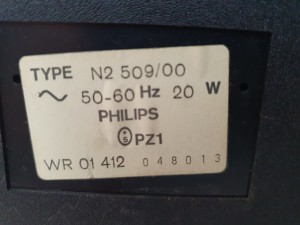 TYPE N2 509/00
~ 50-60 Hz 20 W
PHILIPS
PZ1
WR 01 412 048013